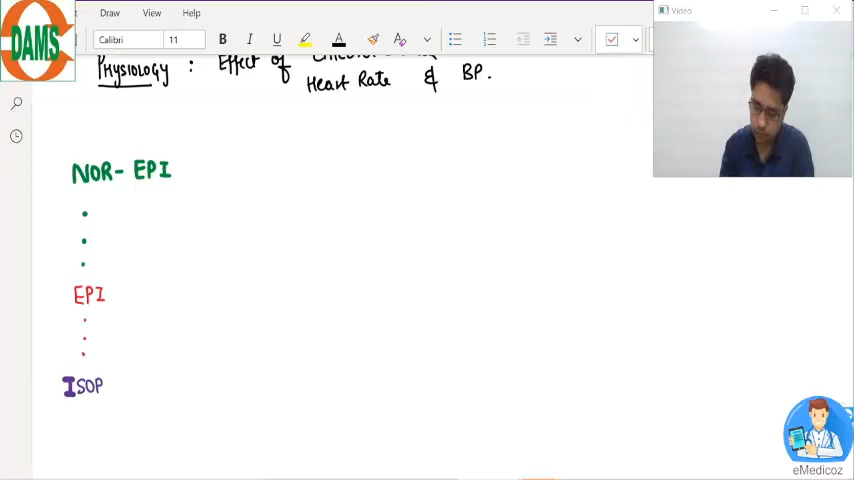 DAMS
Draw View Help
Video
Calibri 11 B I U A
PHYSIOLOGY : Effect of
Heart Rate & BP.
NOR-EPI
EPI
ISOP
eMedicoz